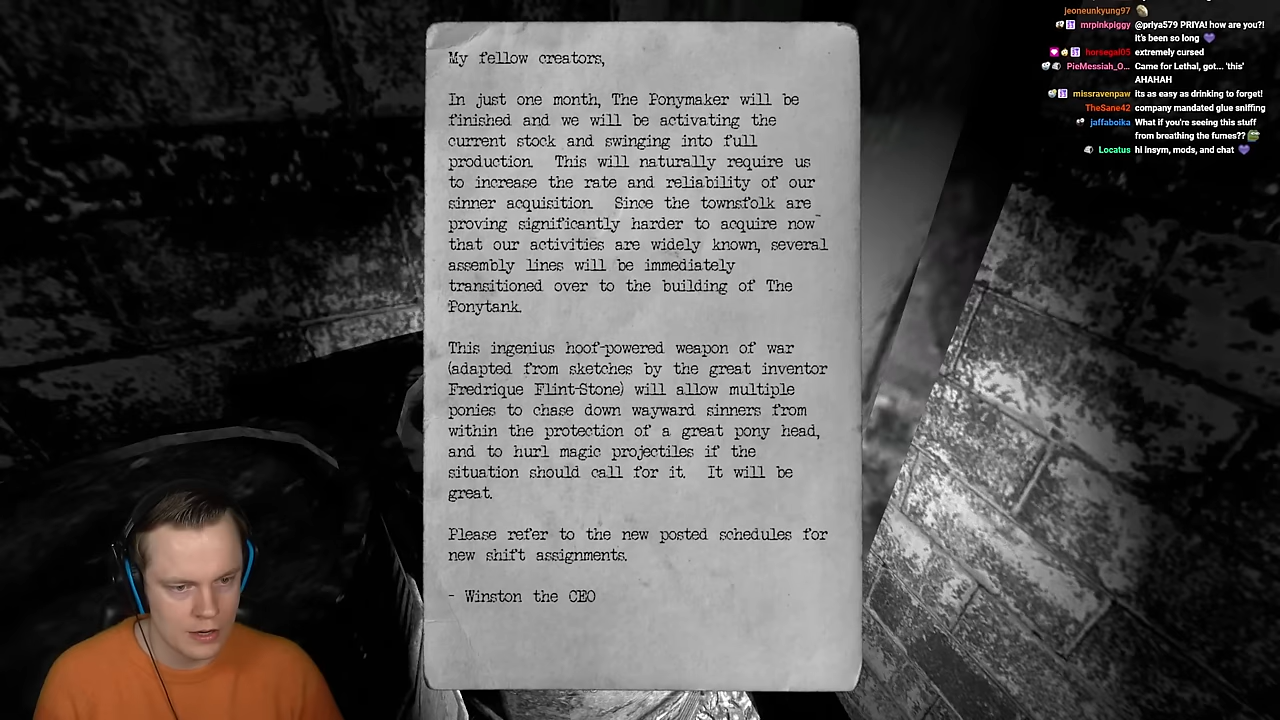 My fellow creators,
In just one month, The Ponymaker will be
finished and we will be activating the
current stock and swinging into full
production. This will naturally require us
to increase the rate and reliability of our
sinner acquisition. Since the townsfolk are
proving significantly harder to acquire now
that our activities are widely known, several
assembly lines will be immediately
transitioned over to the building of The
Ponytank.
This ingenius hoof-powered weapon of war
(adapted from sketches by the great inventor
Fredrique Flint-Stone) will allow multiple
ponies to chase down wayward sinners from
within the protection of a great pony head,
and to hurl magic projectiles if the
situation should call for it. It will be
great.
Please refer to the new posted schedules for
new shift assignments.
- Winston the CEO
jeoneunkyung97
mrpinkpiggy @priya579 PRIYA! how are you?!
It's been so long
horsegal05 extremely cursed
PieMessiah_O... Came for Lethal, got... 'this'
AHAHAH
missravenpaw its as easy as drinking to forget!
TheSane42 company mandated glue sniffing
jaffaboika What if you're seeing this stuff
from breathing the fumes??
Locatus hi Insym, mods, and chat